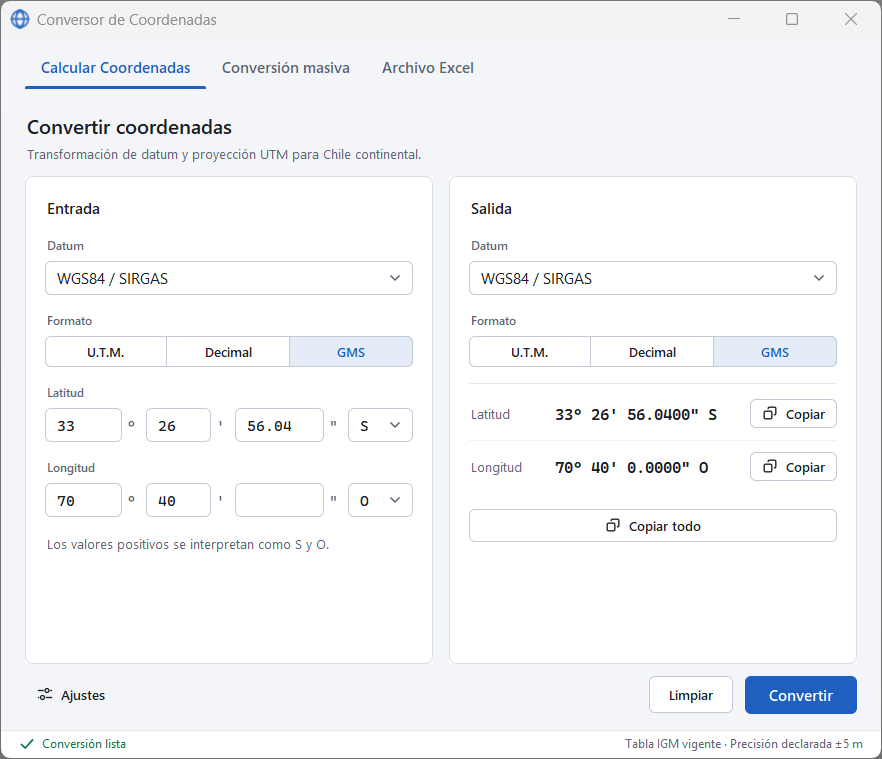 Conversor de Coordenadas
Calcular Coordenadas Conversión masiva Archivo Excel
Convertir coordenadas
Transformación de datum y proyección UTM para Chile continental.
Entrada
Datum
WGS84 / SIRGAS
Formato
U.T.M. Decimal GMS
Latitud
33 ° 26 ' 56.04 " S
Longitud
70 ° 40 ' " O
Los valores positivos se interpretan como S y O.
Salida
Datum
WGS84 / SIRGAS
Formato
U.T.M. Decimal GMS
Latitud 33° 26' 56.0400" S Copiar
Longitud 70° 40' 0.0000" O Copiar
Copiar todo
Ajustes Limpiar Convertir
Conversión lista Tabla IGM vigente · Precisión declarada ±5 m